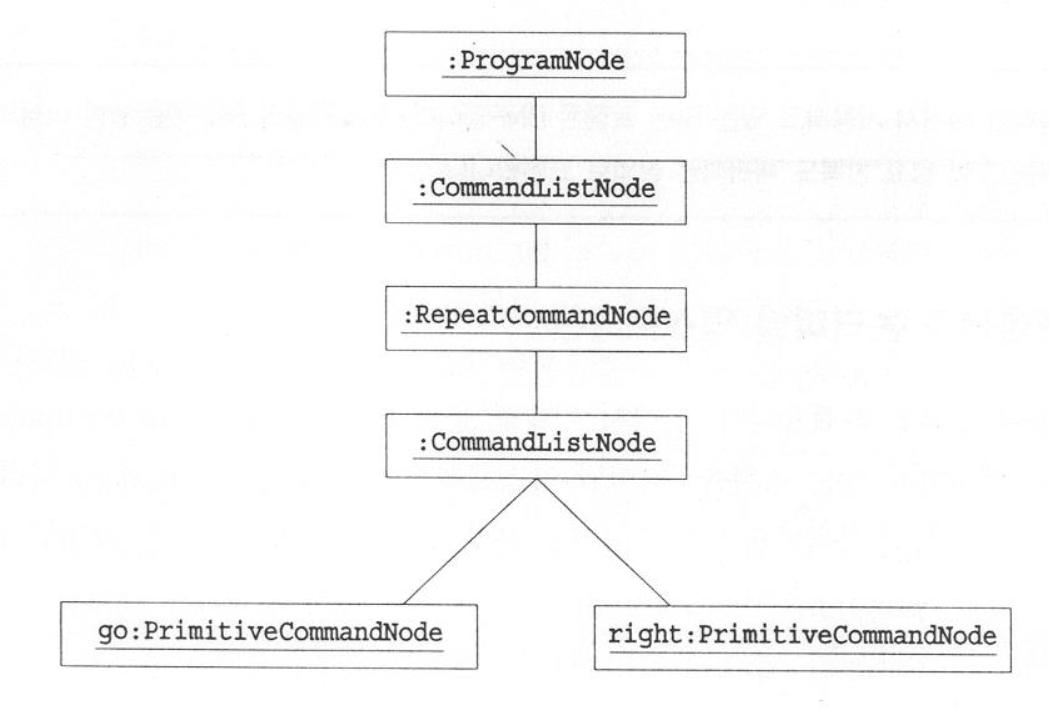 :ProgramNode
:CommandListNode
:RepeatCommandNode
:CommandListNode
go:PrimitiveCommandNode
right:PrimitiveCommandNode